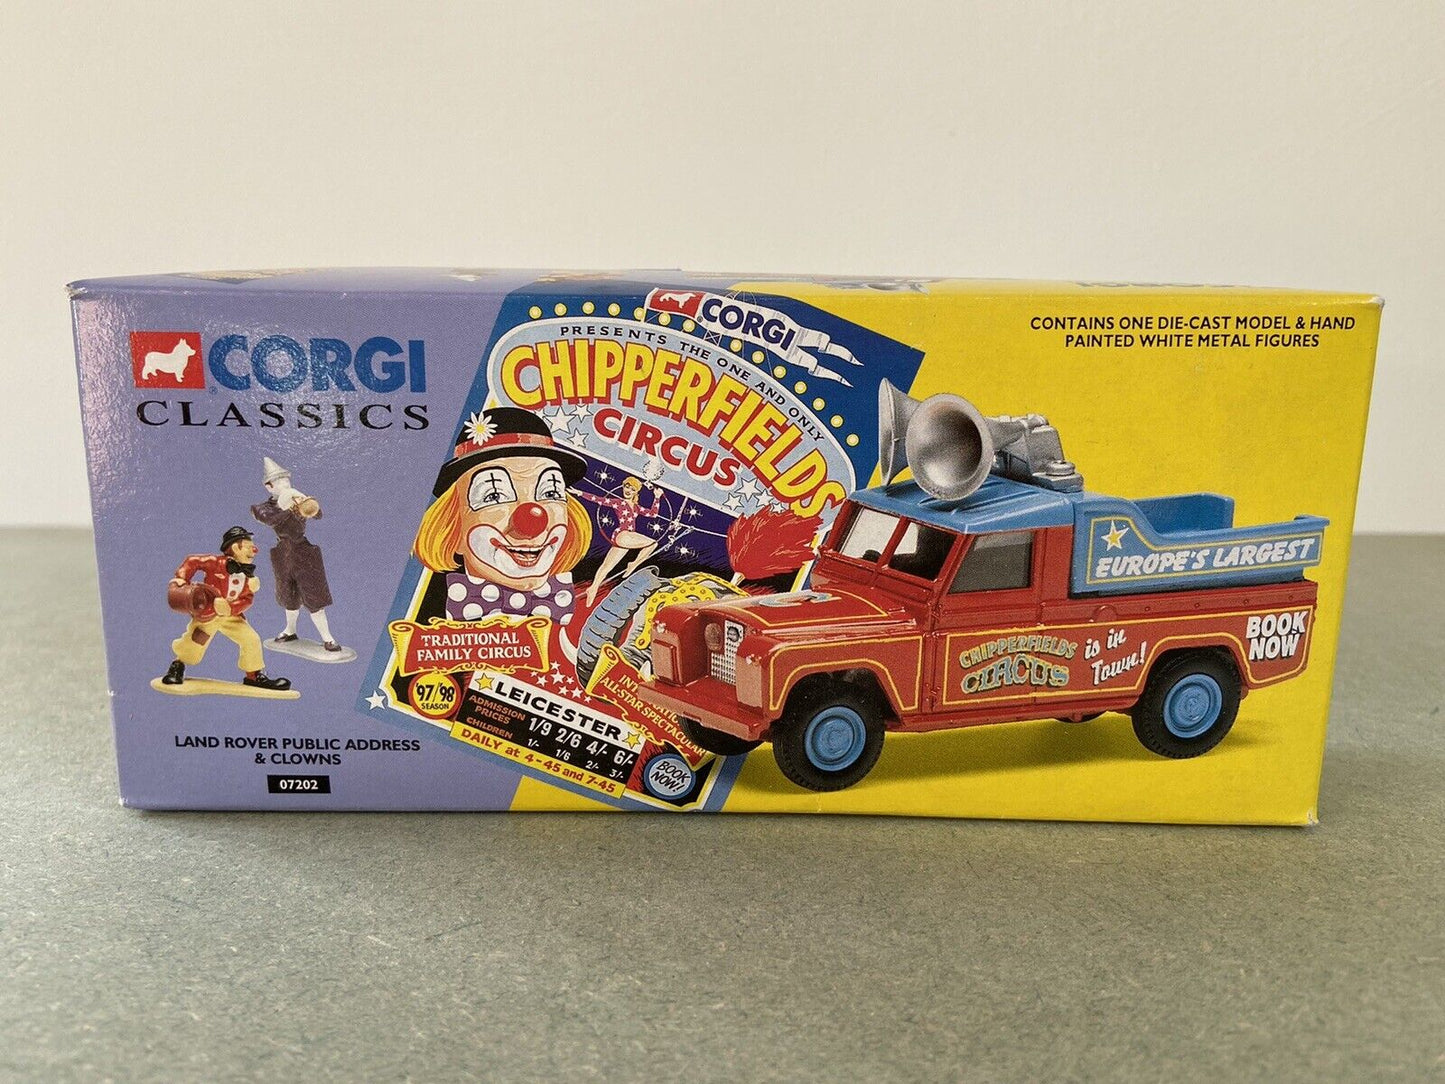 CORGI
CLASSICS
LAND ROVER PUBLIC ADDRESS
& CLOWNS
07202
CORGI
PRESENTS THE ONE AND ONLY
CHIPPERFIELDS
CIRCUS
TRADITIONAL
FAMILY CIRCUS
'97/'98
SEASON
LEICESTER
ADMISSION
PRICES
1/9 2/6 4/- 6/-
CHILDREN
1/- 1/6 2/- 3/-
DAILY at 4-45 and 7-45
ALL-STAR SPECTACULAR
BOOK
NOW!
CONTAINS ONE DIE-CAST MODEL & HAND
PAINTED WHITE METAL FIGURES
EUROPE'S LARGEST
CHIPPERFIELDS
CIRCUS
is in
Town!
BOOK
NOW